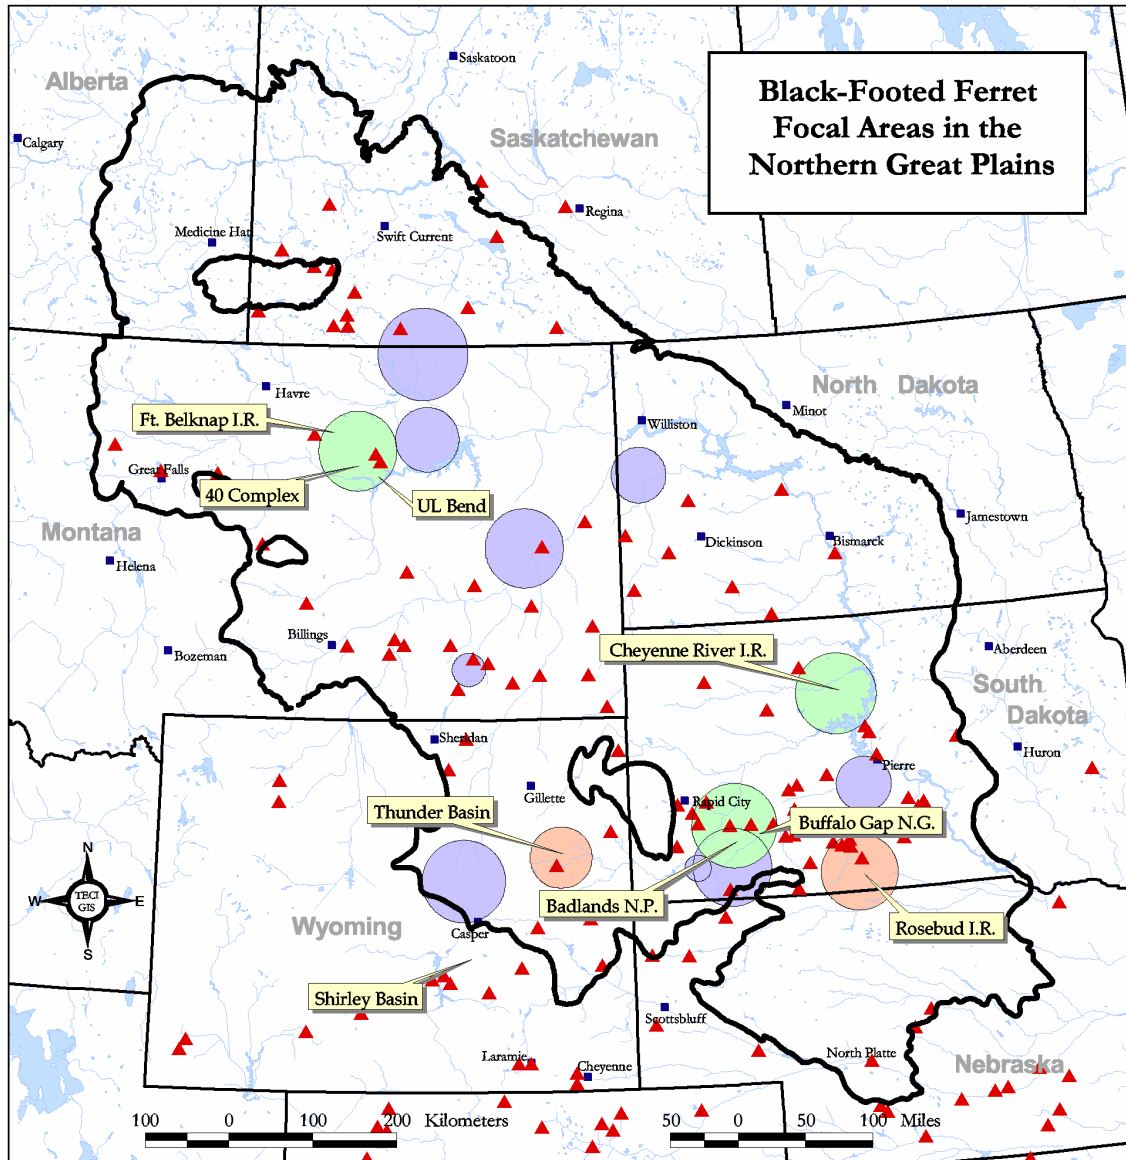 Black-Footed Ferret
Focal Areas in the
Northern Great Plains
Saskatoon
Alberta
Saskatchewan
Calgary
Regina
Medicine Hat
Swift Current
North Dakota
Havre
Minot
Ft. Belknap I.R.
Williston
Great Falls
40 Complex
UL Bend
Jamestown
Montana
Dickinson
Bismarck
Helena
Billings
Cheyenne River I.R.
Aberdeen
Bozeman
South
Dakota
Sheridan
Huron
Pierre
Gillette
Rapid City
Thunder Basin
Buffalo Gap N.G.
N
TECI
W
E
GIS
S
Badlands N.P.
Wyoming
Casper
Rosebud I.R.
Shirley Basin
Scottsbluff
Laramie
Cheyenne
North Platte
Nebraska
100 0 100 200 Kilometers
50 0 50 100 Miles